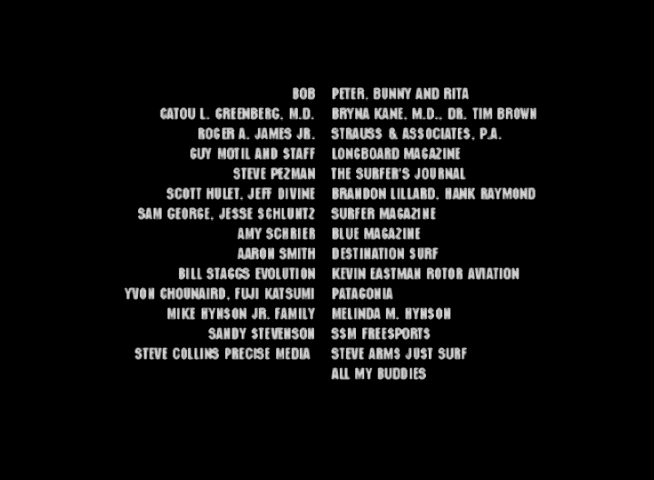 BOB PETER, BUNNY AND RITA
CATOU L. GREENBERG, M.D. BRYNA KANE, M.D., DR. TIM BROWN
ROGER A. JAMES JR. STRAUSS & ASSOCIATES, P.A.
GUY MOTIL AND STAFF LONGBOARD MAGAZINE
STEVE PEZMAN THE SURFER'S JOURNAL
SCOTT HULET, JEFF DIVINE BRANDON LILLARD, HANK RAYMOND
SAM GEORGE, JESSE SCHLUNTZ SURFER MAGAZINE
AMY SCHRIER BLUE MAGAZINE
AARON SMITH DESTINATION SURF
BILL STAGGS EVOLUTION KEVIN EASTMAN ROTOR AVIATION
YVON CHOUNAIRD, FUJI KATSUMI PATAGONIA
MIKE HYNSON JR. FAMILY MELINDA M. HYNSON
SANDY STEVENSON SSM FREESPORTS
STEVE COLLINS PRECISE MEDIA STEVE ARMS JUST SURF
ALL MY BUDDIES